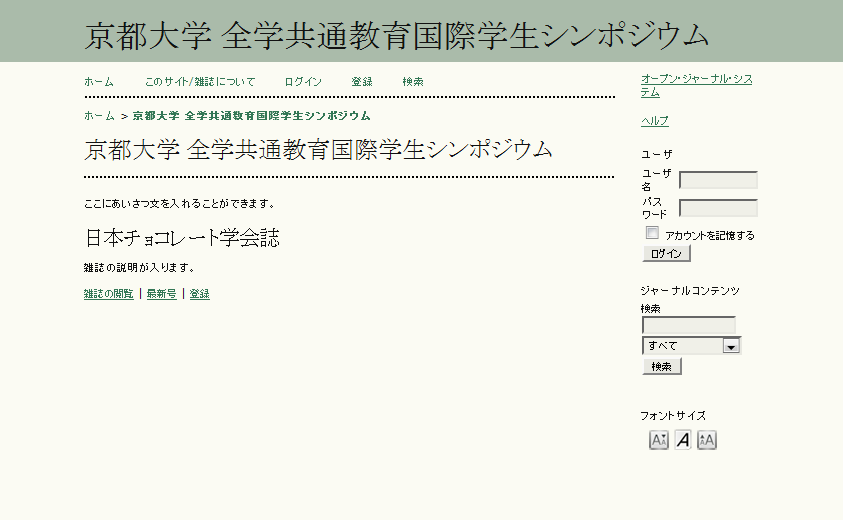 京都大学 全学共通教育国際学生シンポジウム
ホーム このサイト/雑誌について ログイン 登録 検索
ホーム > 京都大学 全学共通教育国際学生シンポジウム
京都大学 全学共通教育国際学生シンポジウム
ここにあいさつ文を入れることができます。
日本チョコレート学会誌
雑誌の説明が入ります。
雑誌の閲覧 | 最新号 | 登録
オープン・ジャーナル・シス
テム
ヘルプ
ユーザ
ユーザ
名
パス
ワード
アカウントを記憶する
ログイン
ジャーナルコンテンツ
検索
すべて
検索
フォントサイズ
A A A A A